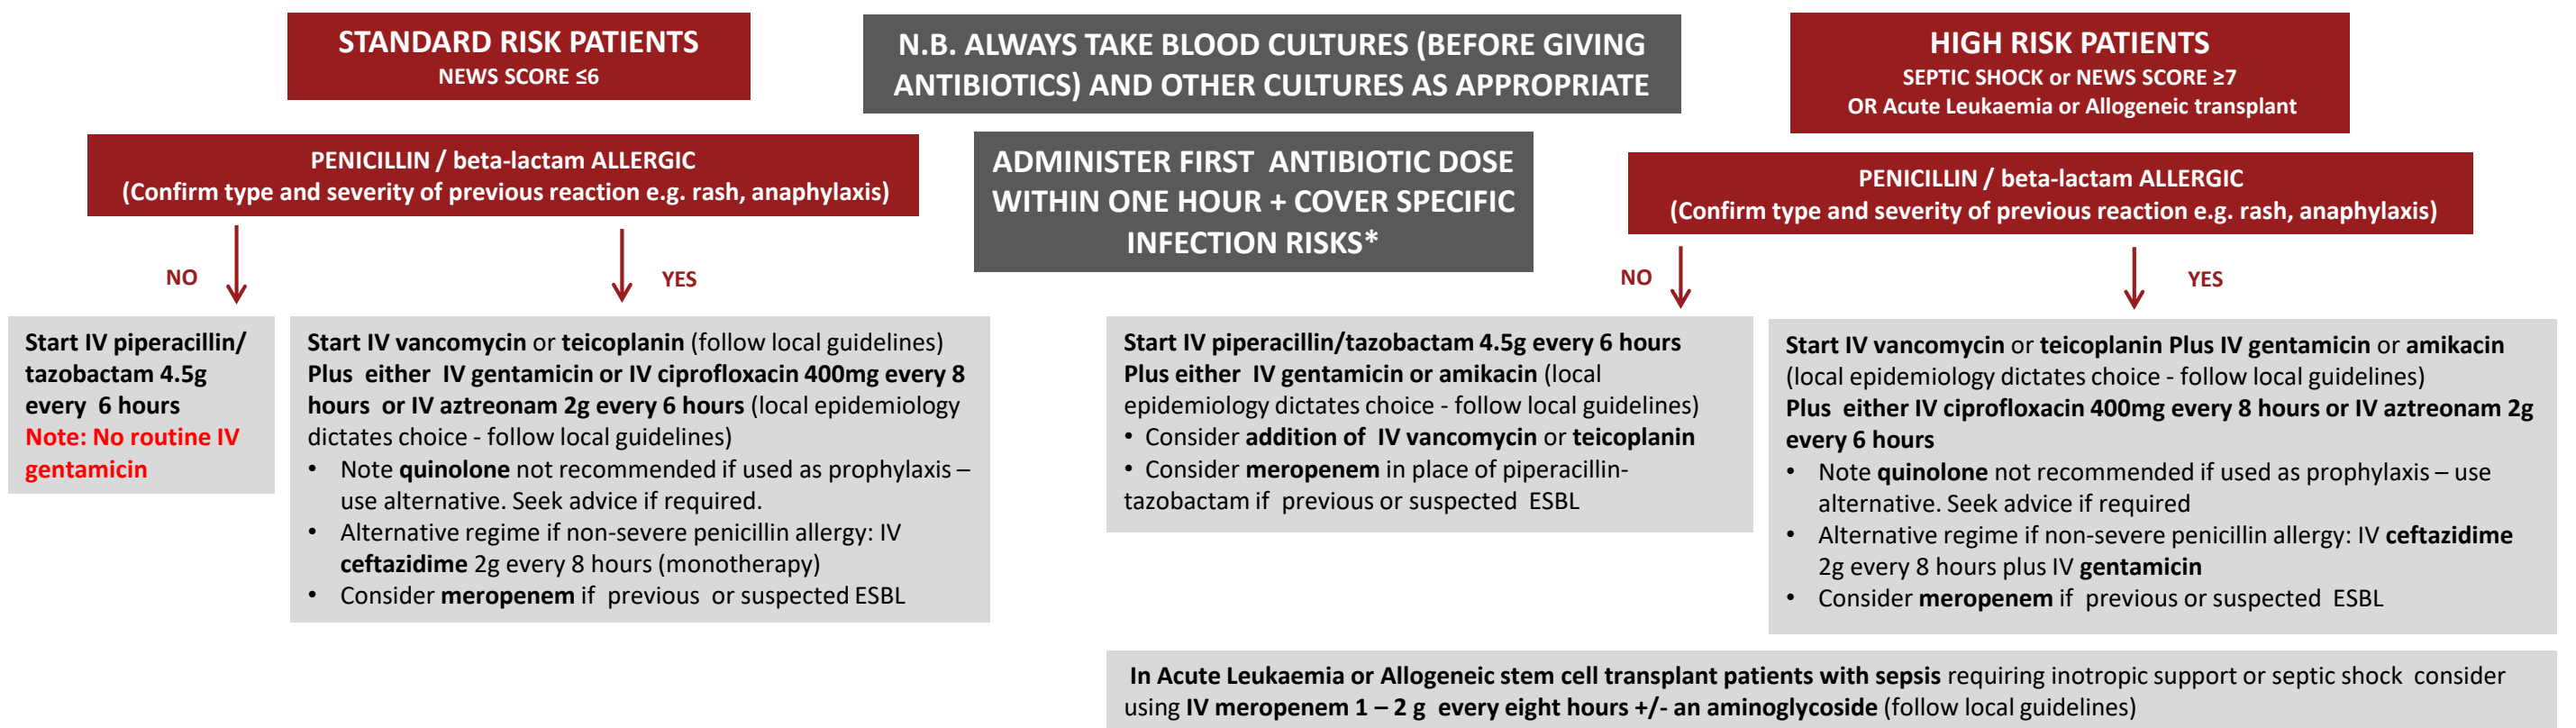 STANDARD RISK PATIENTS
NEWS SCORE ≤6
N.B. ALWAYS TAKE BLOOD CULTURES (BEFORE GIVING
ANTIBIOTICS) AND OTHER CULTURES AS APPROPRIATE
HIGH RISK PATIENTS
SEPTIC SHOCK or NEWS SCORE ≥7
OR Acute Leukaemia or Allogeneic transplant
PENICILLIN / beta-lactam ALLERGIC
(Confirm type and severity of previous reaction e.g. rash, anaphylaxis)
ADMINISTER FIRST ANTIBIOTIC DOSE
WITHIN ONE HOUR + COVER SPECIFIC
INFECTION RISKS*
PENICILLIN / beta-lactam ALLERGIC
(Confirm type and severity of previous reaction e.g. rash, anaphylaxis)
NO
YES
NO
YES
Start IV piperacillin/
tazobactam 4.5g
every 6 hours
Note: No routine IV
gentamicin
Start IV vancomycin or teicoplanin (follow local guidelines)
Plus either IV gentamicin or IV ciprofloxacin 400mg every 8
hours or IV aztreonam 2g every 6 hours (local epidemiology
dictates choice - follow local guidelines)
• Note quinolone not recommended if used as prophylaxis –
use alternative. Seek advice if required.
• Alternative regime if non-severe penicillin allergy: IV
ceftazidime 2g every 8 hours (monotherapy)
• Consider meropenem if previous or suspected ESBL
Start IV piperacillin/tazobactam 4.5g every 6 hours
Plus either IV gentamicin or amikacin (local
epidemiology dictates choice - follow local guidelines)
• Consider addition of IV vancomycin or teicoplanin
• Consider meropenem in place of piperacillin-
tazobactam if previous or suspected ESBL
Start IV vancomycin or teicoplanin Plus IV gentamicin or amikacin
(local epidemiology dictates choice - follow local guidelines)
Plus either IV ciprofloxacin 400mg every 8 hours or IV aztreonam 2g
every 6 hours
• Note quinolone not recommended if used as prophylaxis – use
alternative. Seek advice if required
• Alternative regime if non-severe penicillin allergy: IV ceftazidime
2g every 8 hours plus IV gentamicin
• Consider meropenem if previous or suspected ESBL
In Acute Leukaemia or Allogeneic stem cell transplant patients with sepsis requiring inotropic support or septic shock consider
using IV meropenem 1 – 2 g every eight hours +/- an aminoglycoside (follow local guidelines)